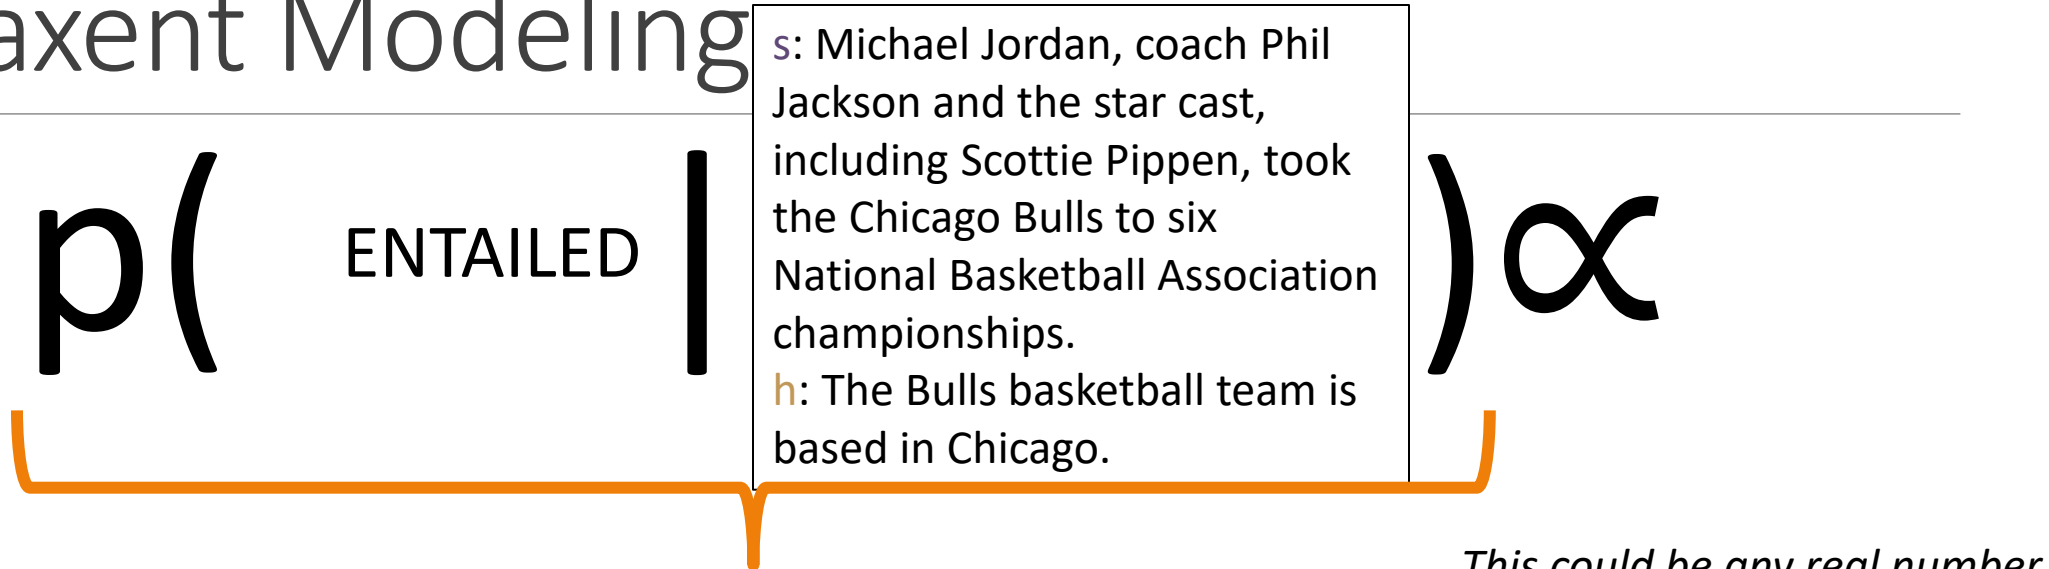 axent Modeling
s: Michael Jordan, coach Phil
Jackson and the star cast,
including Scottie Pippen, took
the Chicago Bulls to six
National Basketball Association
championships.
h: The Bulls basketball team is
based in Chicago.
p( ENTAILED | ) ∝
This could be any real number